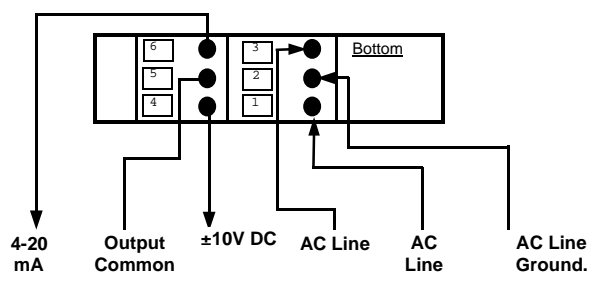 6 3 Bottom
5 2
4 1
4-20 Output ±10V DC AC Line AC AC Line
mA Common Line Ground.